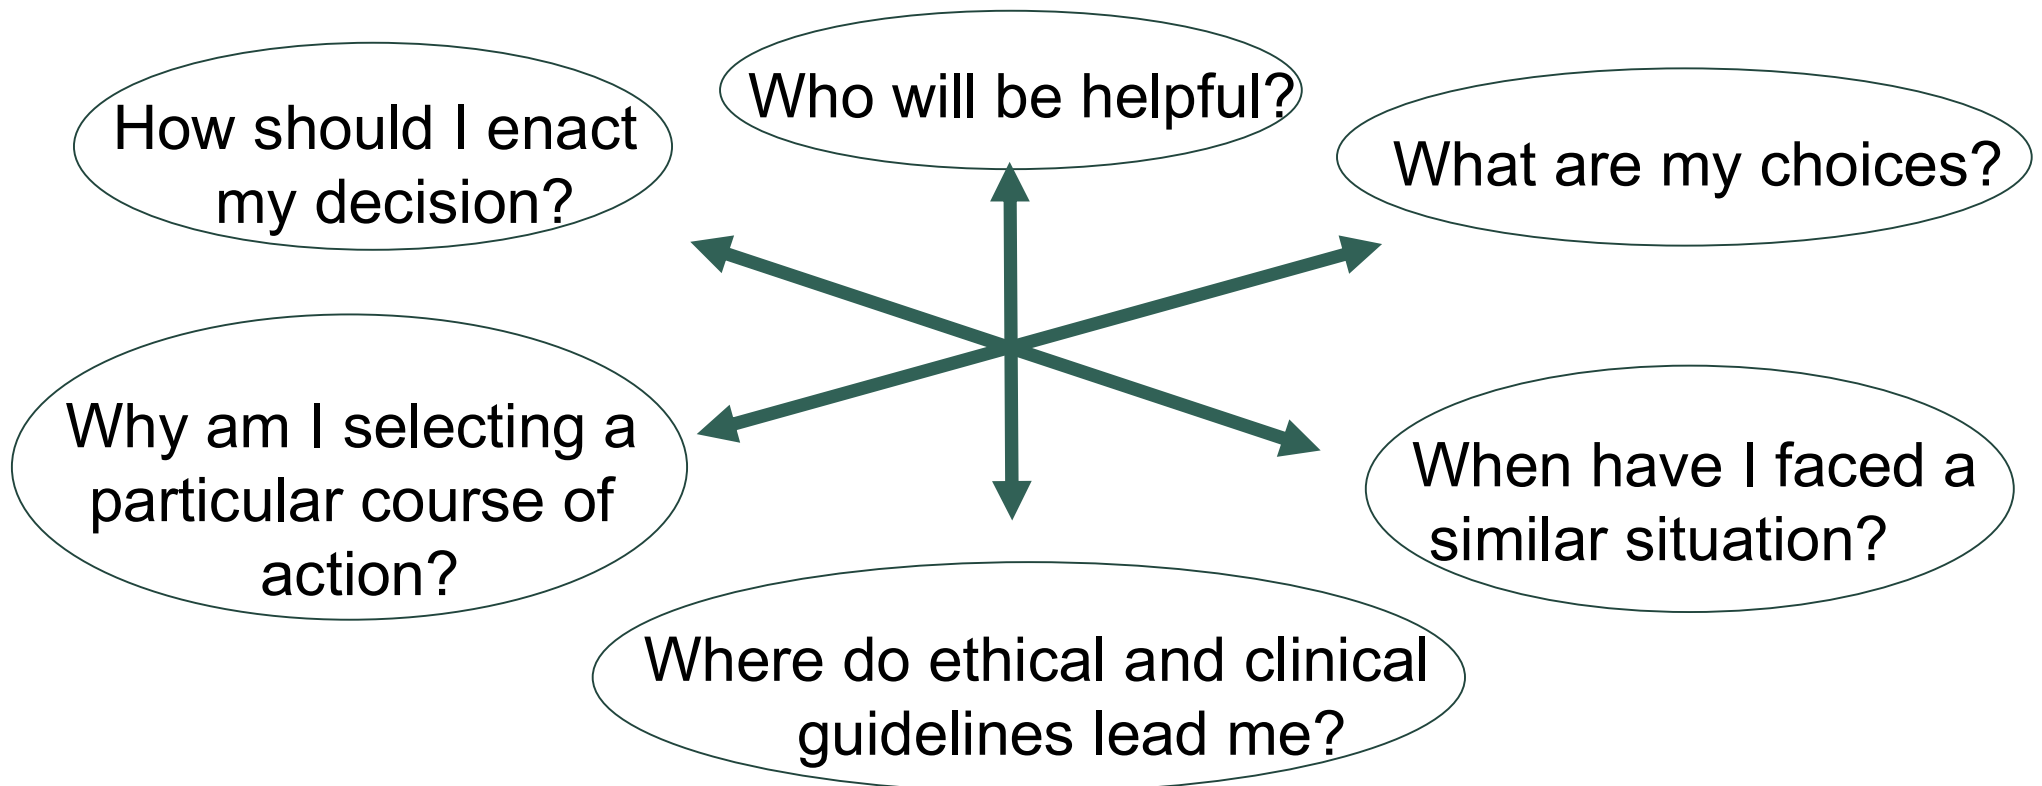 How should I enact
my decision?
Who will be helpful?
What are my choices?
Why am I selecting a
particular course of
action?
When have I faced a
similar situation?
Where do ethical and clinical
guidelines lead me?